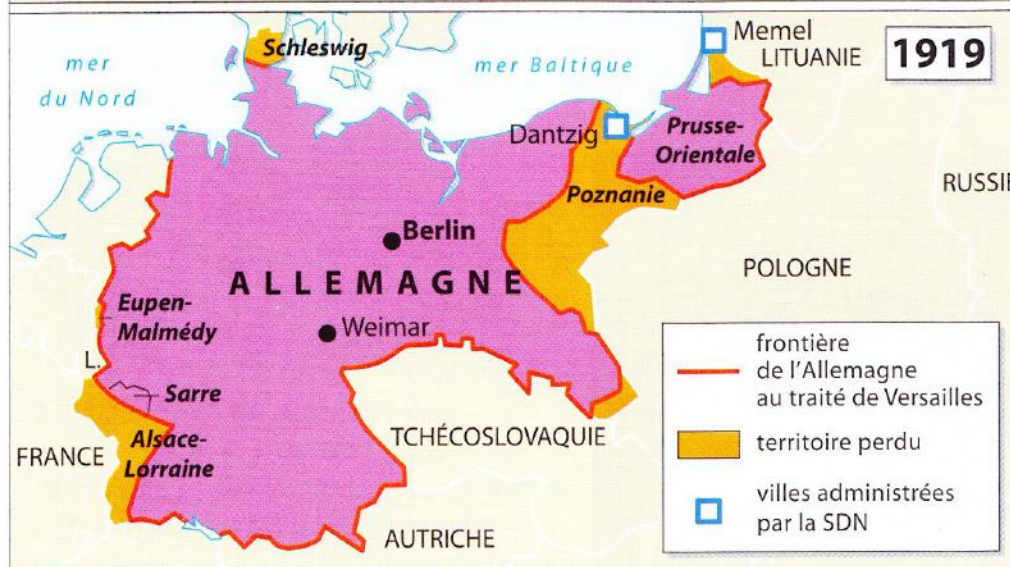 Schleswig
Memel
LITUANIE
1919
mer
du Nord
mer Baltique
Dantzig
Prusse-
Orientale
Poznanie
RUSSIE
Berlin
ALLEMAGNE
POLOGNE
Eupen-
Malmédy
Weimar
L.
Sarre
FRANCE
Alsace-
Lorraine
TCHÉCOSLOVAQUIE
AUTRICHE
frontière
de l'Allemagne
au traité de Versailles
territoire perdu
villes administrées
par la SDN